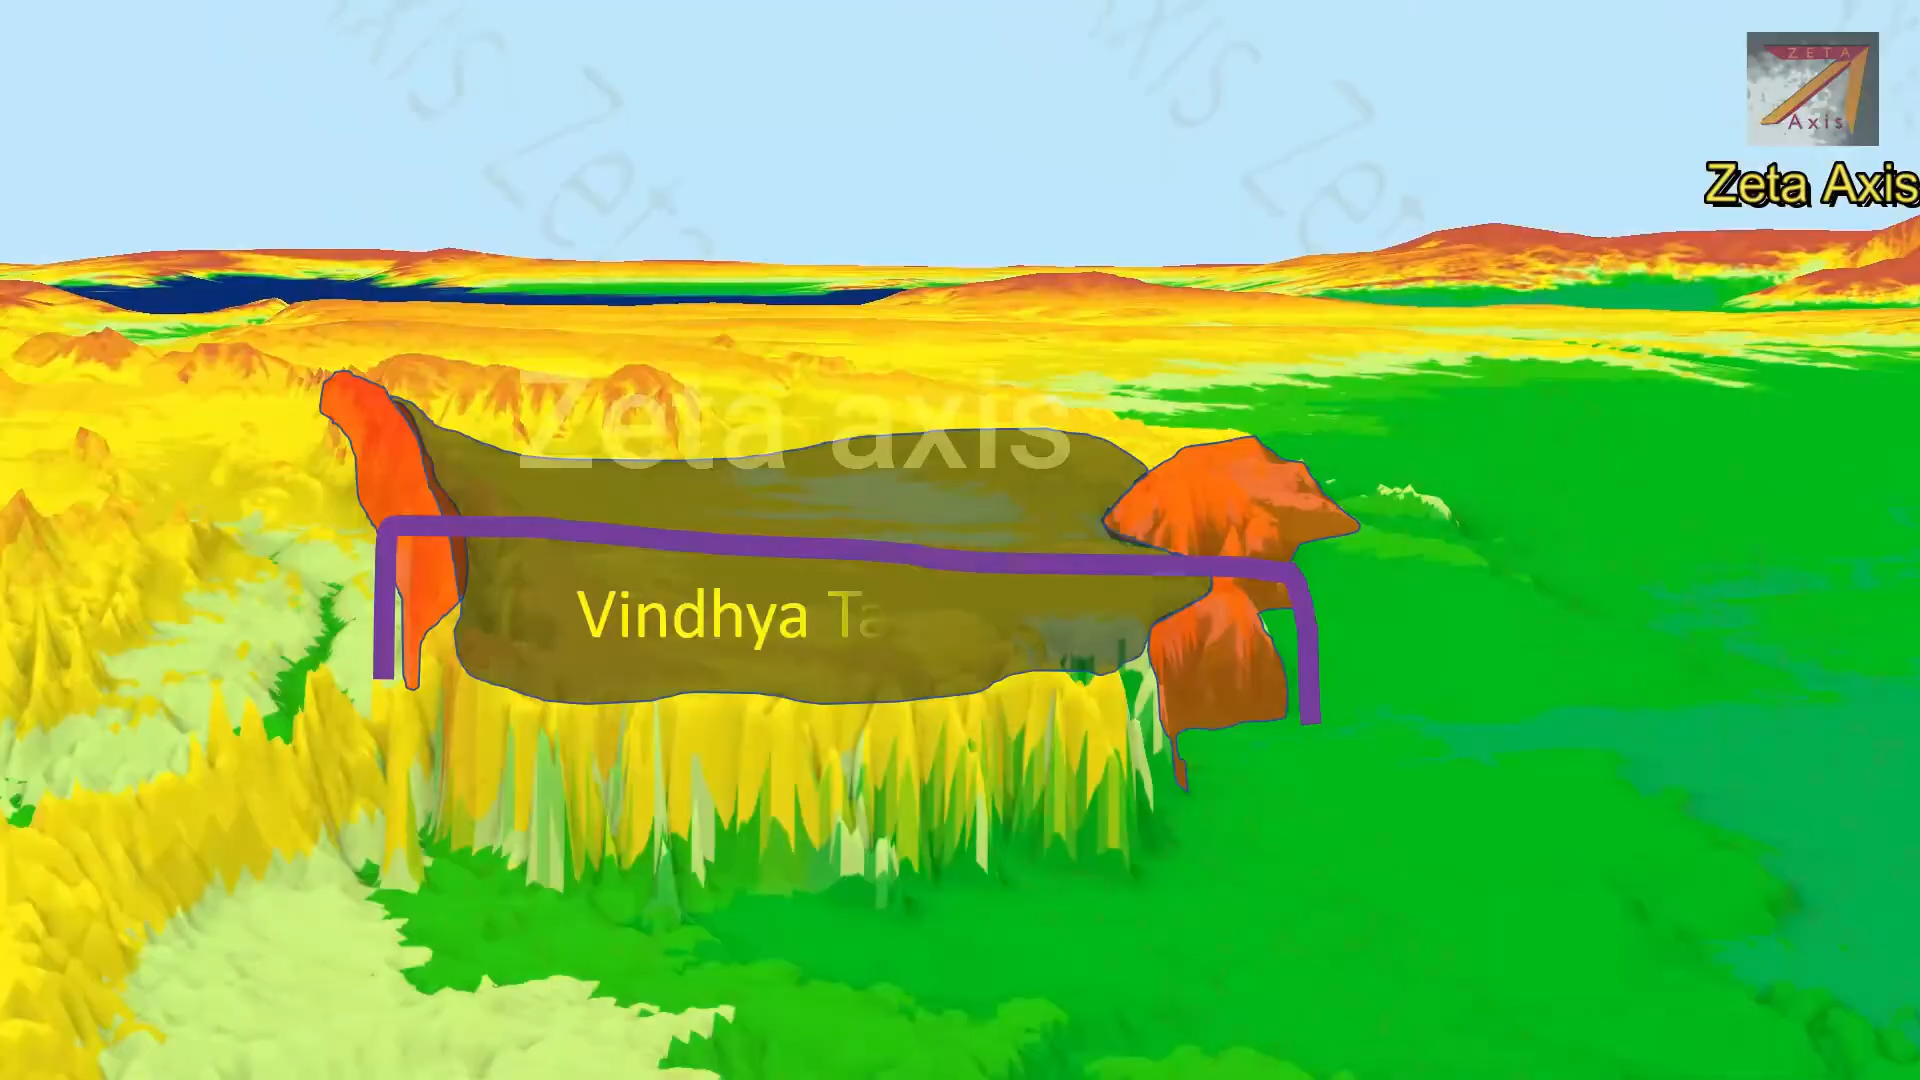 ZETA
Axis
Zeta Axis
Zeta axis
Vindhya Ta